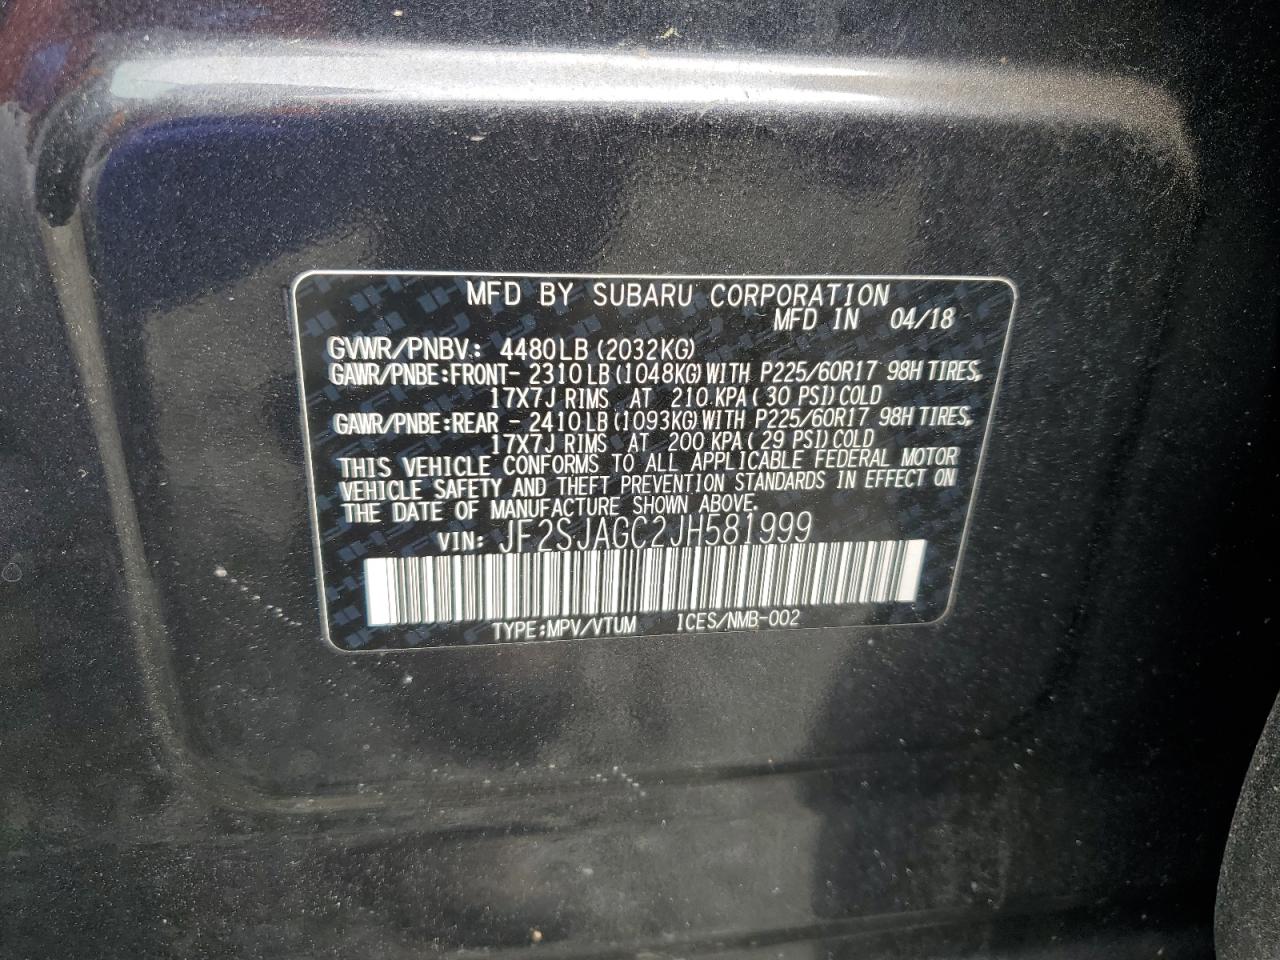 MFD BY SUBARU CORPORATION
MFD IN 04/18
GVWR/PNBV.: 4480LB (2032KG)
GAWR/PNBE:FRONT- 2310LB (1048KG) WITH P225/60R17 98H TIRES,
17X7J RIMS AT 210 KPA (30 PSI) COLD
GAWR/PNBE:REAR - 2410LB (1093KG) WITH P225/60R17 98H TIRES,
17X7J RIMS AT 200 KPA (29 PSI) COLD
THIS VEHICLE CONFORMS TO ALL APPLICABLE FEDERAL MOTOR
VEHICLE SAFETY AND THEFT PREVENTION STANDARDS IN EFFECT ON
THE DATE OF MANUFACTURE SHOWN ABOVE.
VIN: JF2SJAGC2JH581999
TYPE:MPV/VTUM ICES/NMB-002